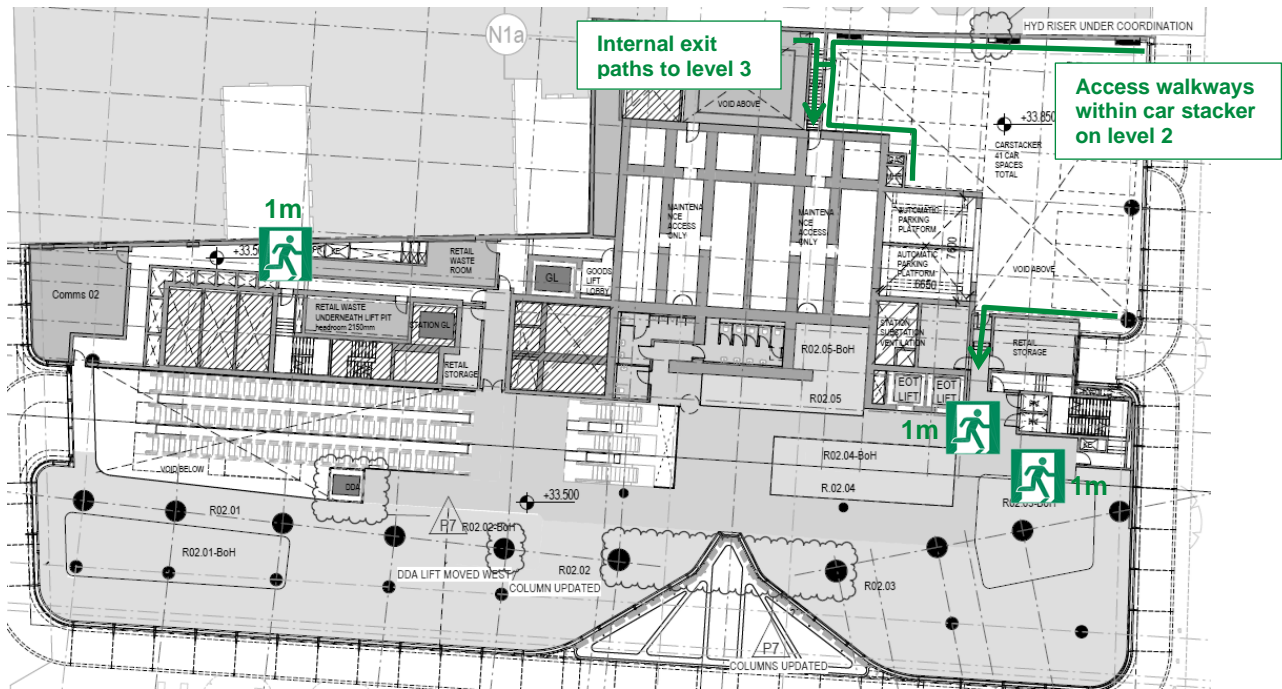 N1a
HYD RISER UNDER COORDINATION
Internal exit
paths to level 3
Access walkways
within car stacker
on level 2
VOID ABOVE
+33.850
CARSTACKER
41 CAR
SPACES
TOTAL
MAINTENA
NCE
ACCESS
ONLY
MAINTENA
NCE
ACCESS
ONLY
AUTOMATIC
PARKING
PLATFORM
AUTOMATIC
PARKING
PLATFORM
7600
6650
VOID ABOVE
1m
+33.50
RETAIL
WASTE
ROOM
GL
GOODS
LIFT
LOBBY
Comms 02
RETAIL WASTE
UNDERNEATH LIFT PIT
headroom 2150mm
STATION GL
RETAIL
STORAGE
STATION
SUBSTATION
VENTILATION
RETAIL
STORAGE
R02.05-BoH
R02.05
EOT
LIFT
EOT
LIFT
1m
R02.04-BoH
R.02.04
1m
VOID BELOW
DDA
+33.500
R02.01
R02.01-BoH
P7
R02.02-BoH
R02.02
R02.03
DDA LIFT MOVED WEST
COLUMN UPDATED
P7
COLUMNS UPDATED